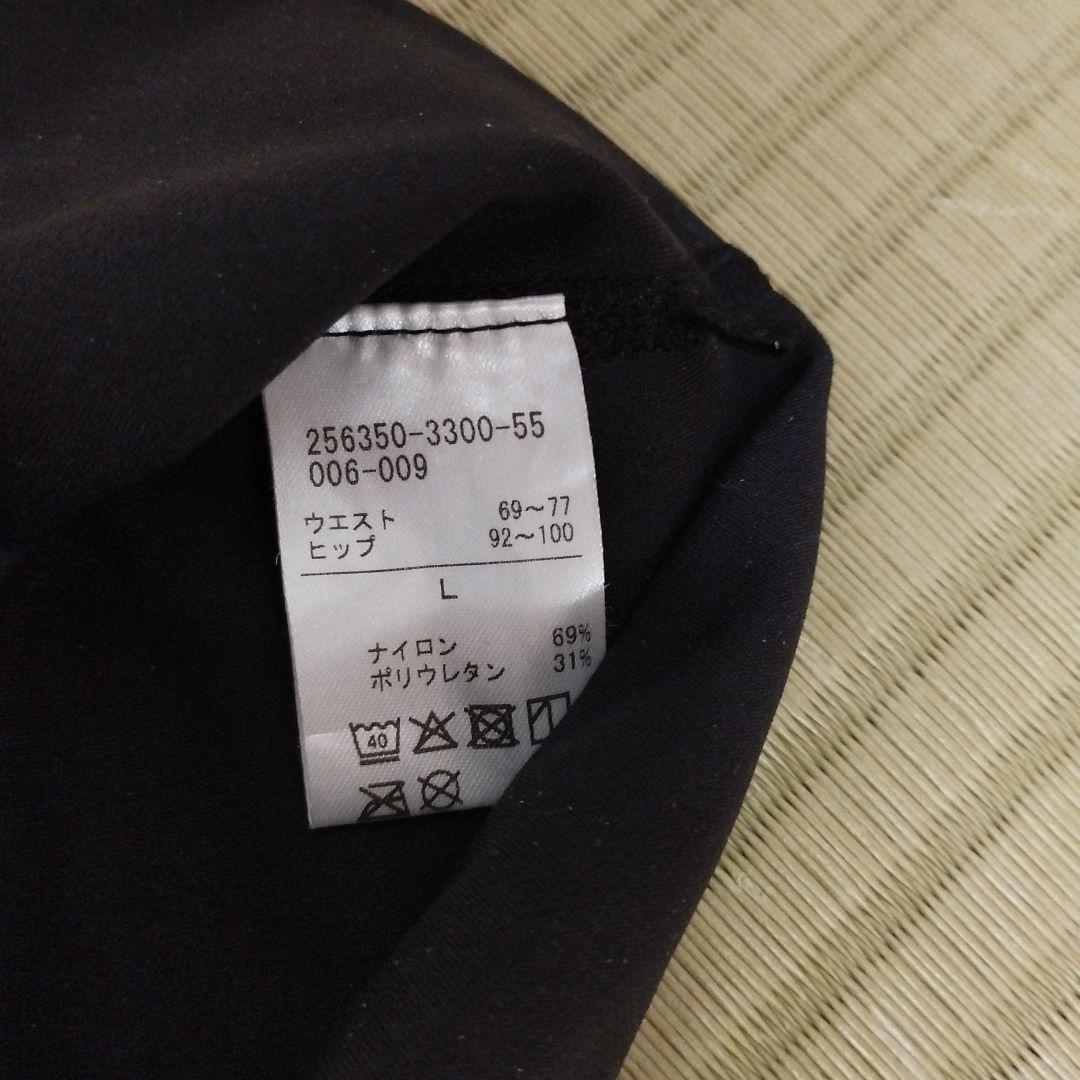 256350-3300-55
006-009
ウエスト 69～77
ヒップ 92～100
L
ナイロン 69%
ポリウレタン 31%
40